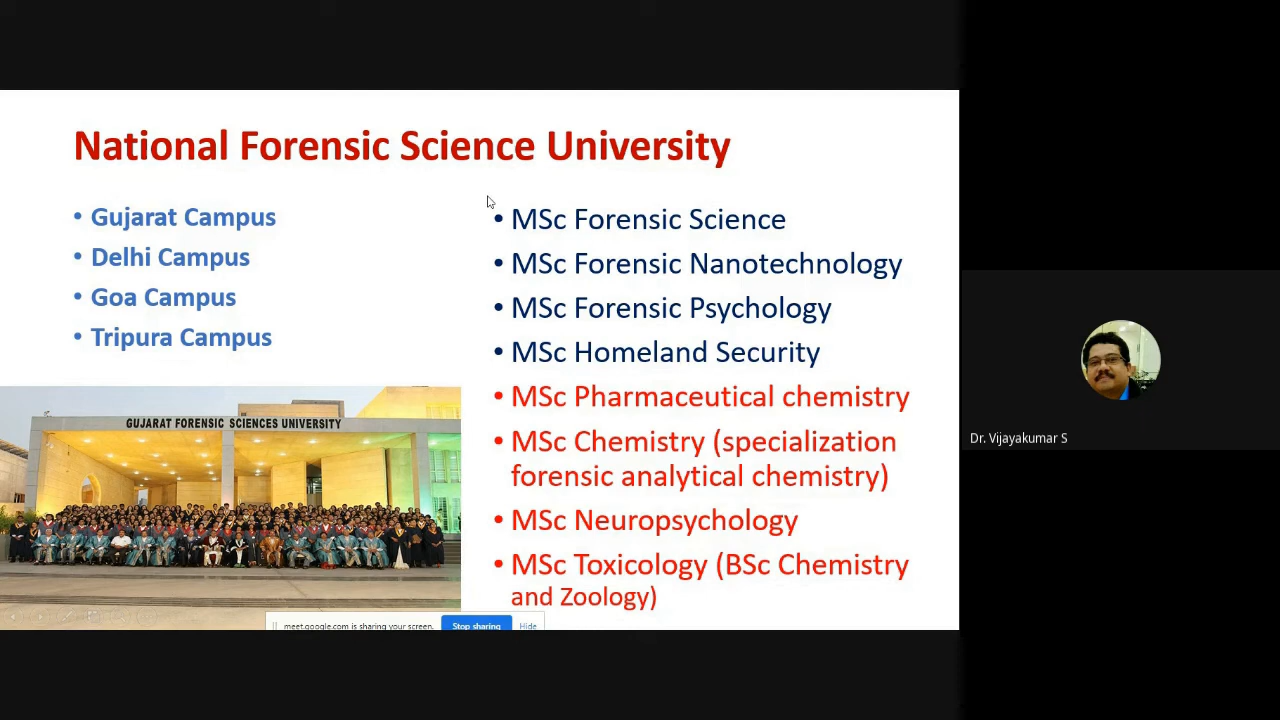 National Forensic Science University
• Gujarat Campus
• Delhi Campus
• Goa Campus
• Tripura Campus
GUJARAT FORENSIC SCIENCES UNIVERSITY
• MSc Forensic Science
• MSc Forensic Nanotechnology
• MSc Forensic Psychology
• MSc Homeland Security
• MSc Pharmaceutical chemistry
• MSc Chemistry (specialization
forensic analytical chemistry)
• MSc Neuropsychology
• MSc Toxicology (BSc Chemistry
and Zoology)
meet.google.com is sharing your screen.
Stop sharing
Hide
Dr. Vijayakumar S